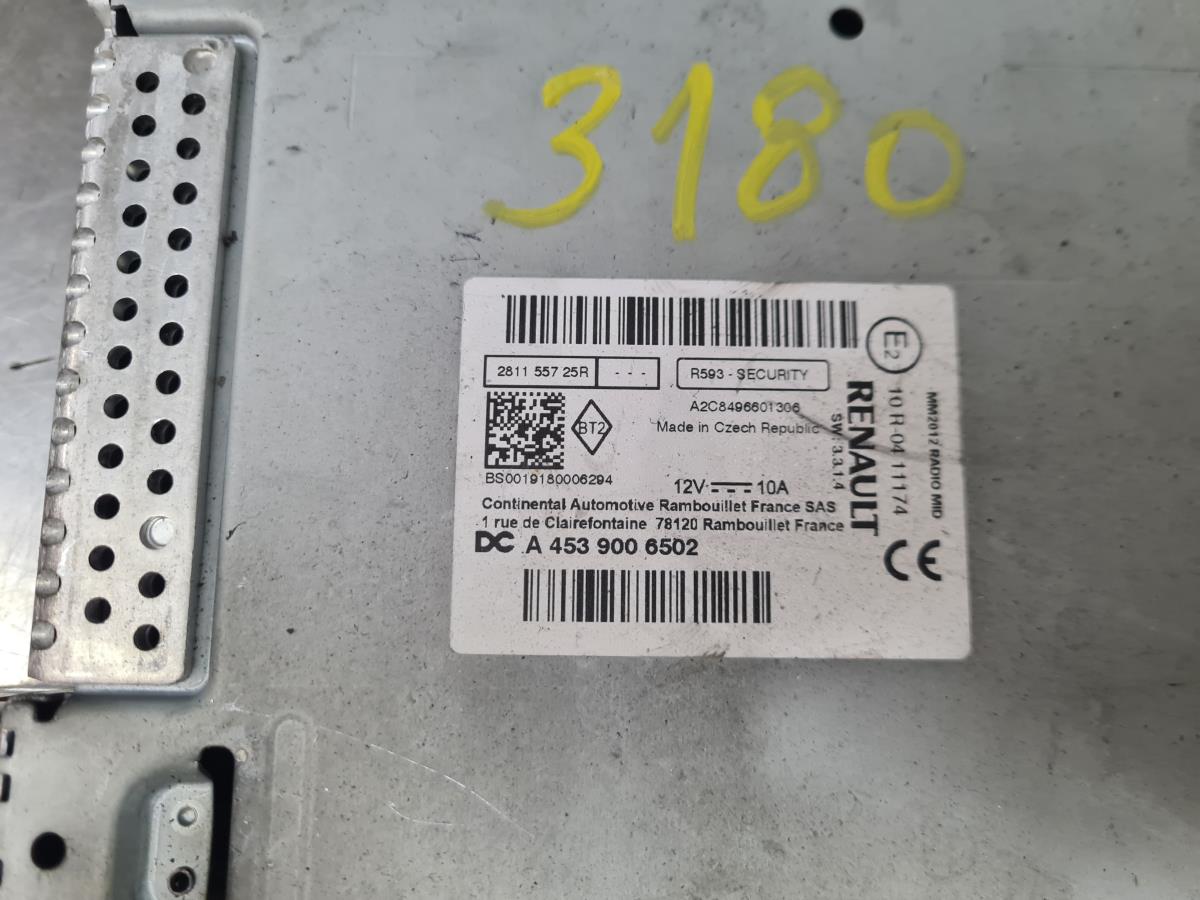 3180
2811 557 25R - - -
R593 - SECURITY
A2C8496601306
Made in Czech Republic
BT2
BS0019180006294
12V 10A
Continental Automotive Rambouillet France SAS
1 rue de Clairefontaine 78120 Rambouillet France
DC A 453 900 6502
E2
10 R-04 11174
MM2012 RADIO MID
RENAULT
SW: 3.3.1.4
CE